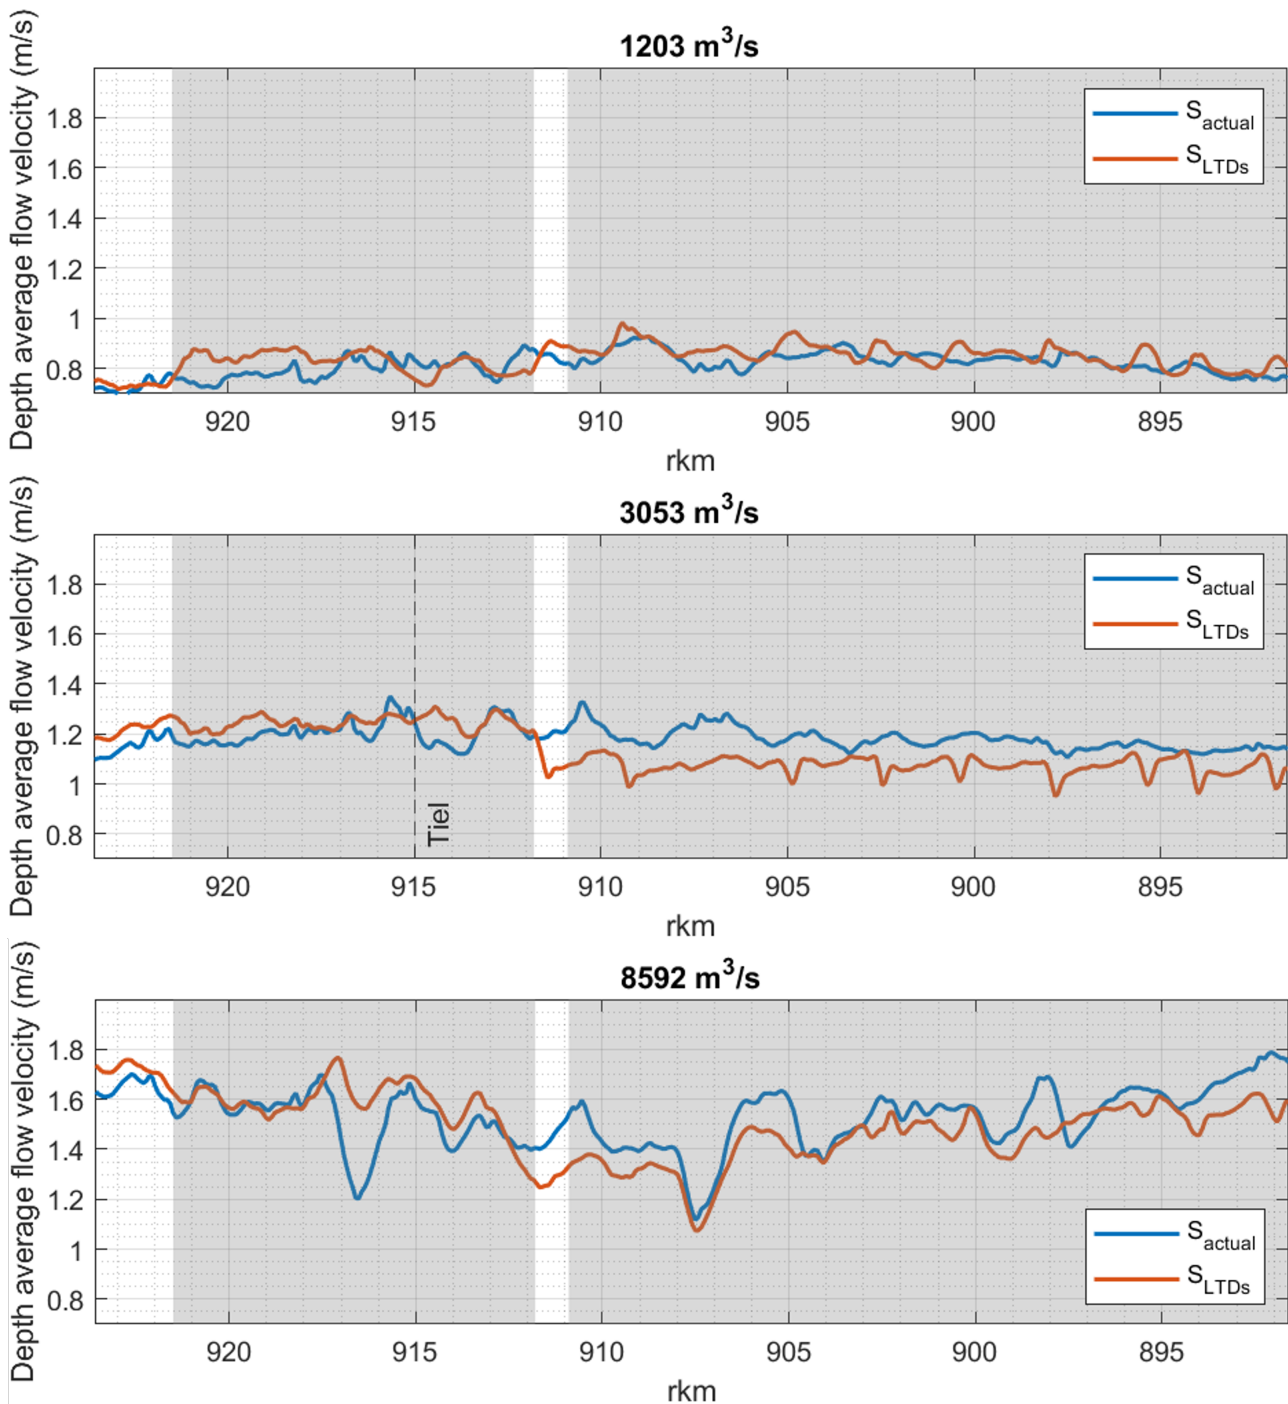 1203 m³/s
Depth average flow velocity (m/s)
1.8
1.6
1.4
1.2
1
0.8
S_actual
S_LTDs
920 915 910 905 900 895
rkm
3053 m³/s
Depth average flow velocity (m/s)
1.8
1.6
1.4
1.2
1
0.8
S_actual
S_LTDs
Tiel
920 915 910 905 900 895
rkm
8592 m³/s
Depth average flow velocity (m/s)
1.8
1.6
1.4
1.2
1
0.8
S_actual
S_LTDs
920 915 910 905 900 895
rkm